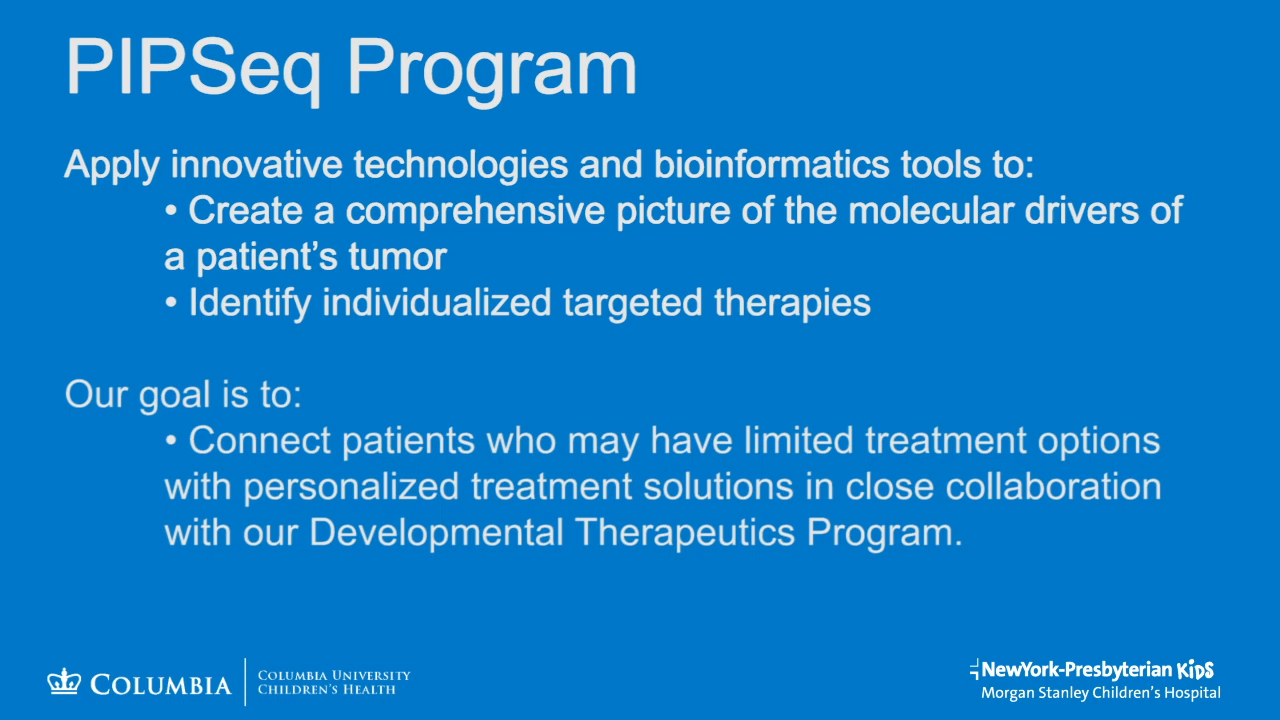 PIPSeq Program
Apply innovative technologies and bioinformatics tools to:
• Create a comprehensive picture of the molecular drivers of
a patient’s tumor
• Identify individualized targeted therapies
Our goal is to:
• Connect patients who may have limited treatment options
with personalized treatment solutions in close collaboration
with our Developmental Therapeutics Program.
COLUMBIA
COLUMBIA UNIVERSITY
CHILDREN’S HEALTH
NewYork-Presbyterian KiDS
Morgan Stanley Children’s Hospital